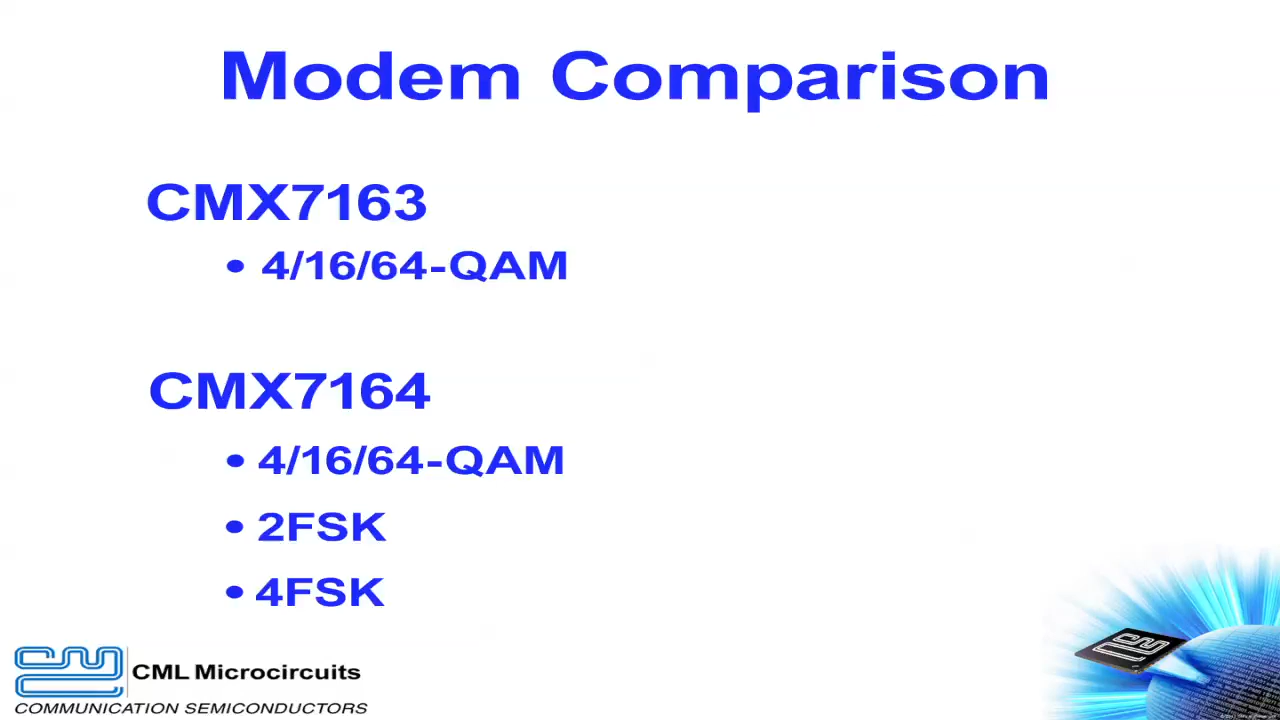 Modem Comparison
CMX7163
• 4/16/64-QAM
CMX7164
• 4/16/64-QAM
• 2FSK
• 4FSK
CML Microcircuits
COMMUNICATION SEMICONDUCTORS